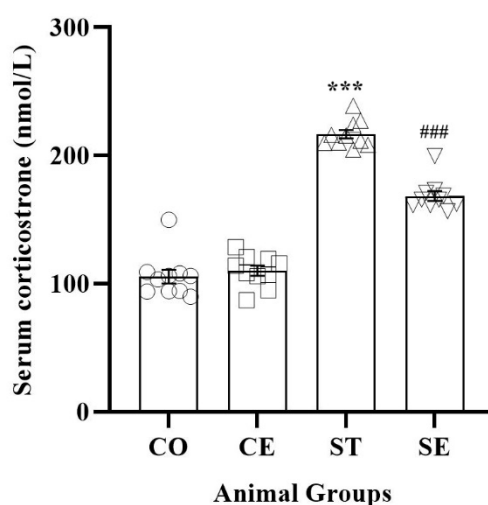 Serum corticostrone (nmol/L)
300
200
100
0
***
###
CO CE ST SE
Animal Groups